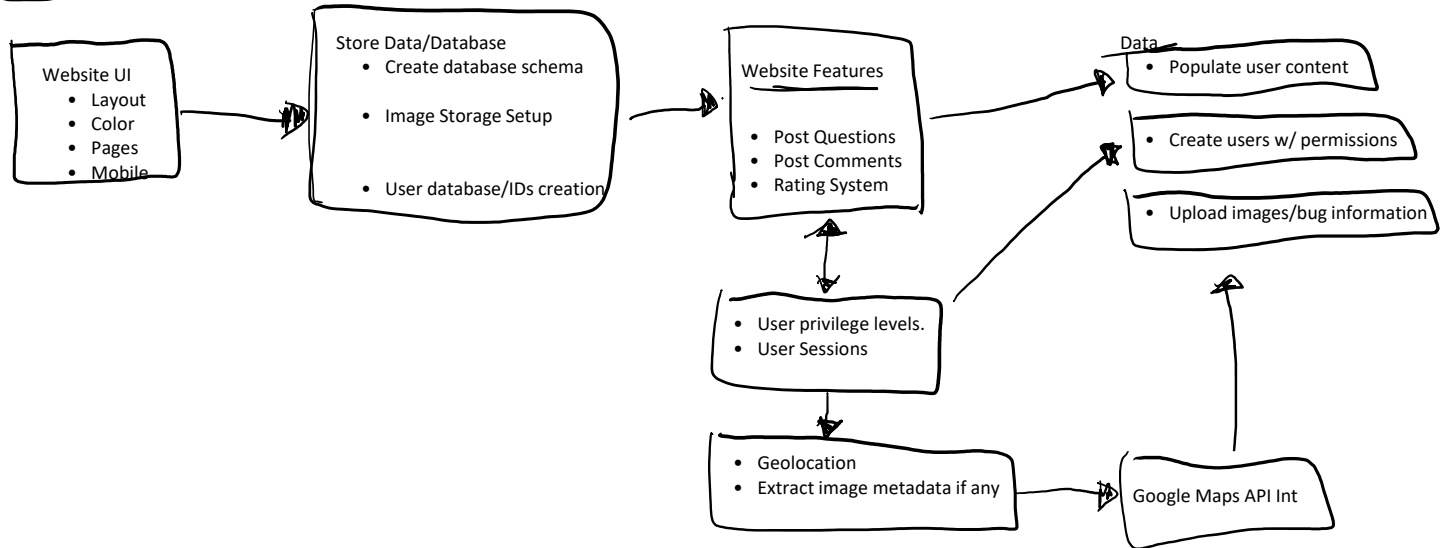 Website UI
• Layout
• Color
• Pages
• Mobile
Store Data/Database
• Create database schema
• Image Storage Setup
• User database/IDs creation
Website Features
• Post Questions
• Post Comments
• Rating System
Data
• Populate user content
• Create users w/ permissions
• Upload images/bug information
• User privilege levels.
• User Sessions
• Geolocation
• Extract image metadata if any
Google Maps API Int